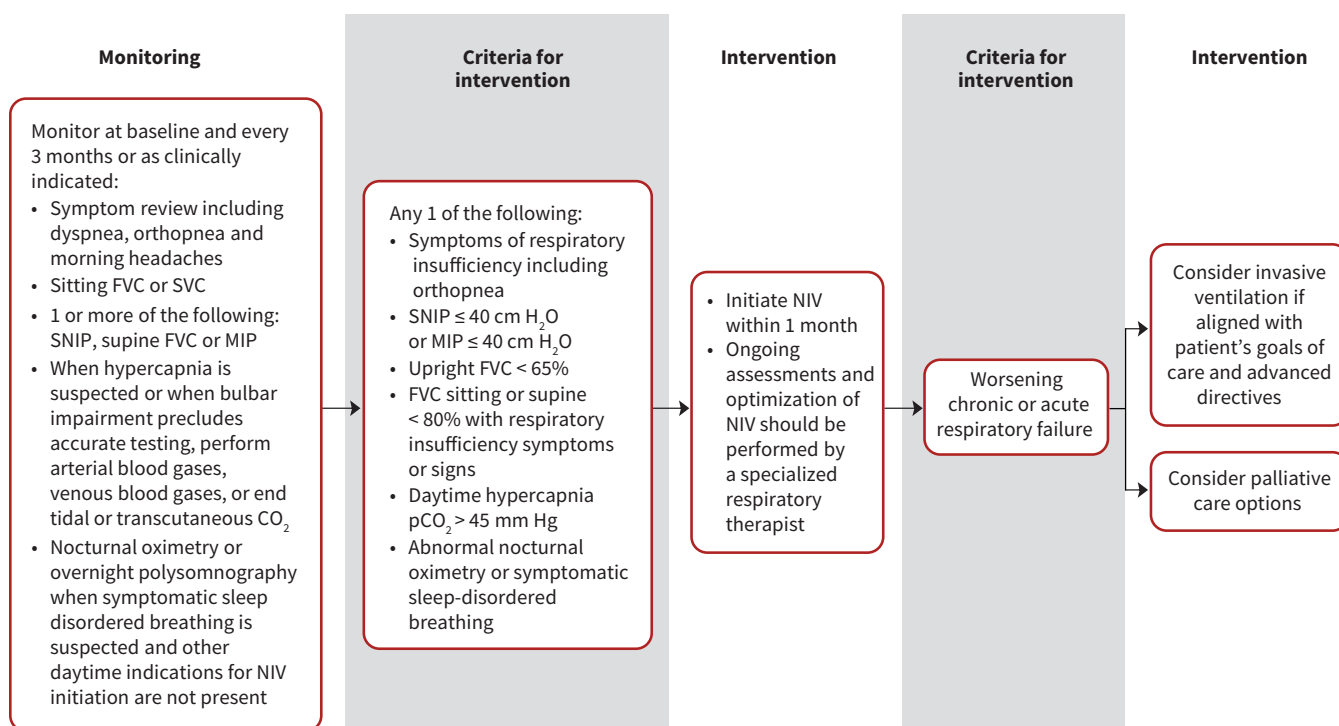 Monitoring
Criteria for
intervention
Intervention
Criteria for
intervention
Intervention
Monitor at baseline and every
3 months or as clinically
indicated:
• Symptom review including
dyspnea, orthopnea and
morning headaches
• Sitting FVC or SVC
• 1 or more of the following:
SNIP, supine FVC or MIP
• When hypercapnia is
suspected or when bulbar
impairment precludes
accurate testing, perform
arterial blood gases,
venous blood gases, or end
tidal or transcutaneous CO₂
• Nocturnal oximetry or
overnight polysomnography
when symptomatic sleep
disordered breathing is
suspected and other
daytime indications for NIV
initiation are not present
Any 1 of the following:
• Symptoms of respiratory
insufficiency including
orthopnea
• SNIP ≤ 40 cm H₂O
or MIP ≤ 40 cm H₂O
• Upright FVC < 65%
• FVC sitting or supine
< 80% with respiratory
insufficiency symptoms
or signs
• Daytime hypercapnia
pCO₂ > 45 mm Hg
• Abnormal nocturnal
oximetry or symptomatic
sleep-disordered
breathing
• Initiate NIV
within 1 month
• Ongoing
assessments and
optimization of
NIV should be
performed by
a specialized
respiratory
therapist
Worsening
chronic or acute
respiratory failure
Consider invasive
ventilation if
aligned with
patient’s goals of
care and advanced
directives
Consider palliative
care options